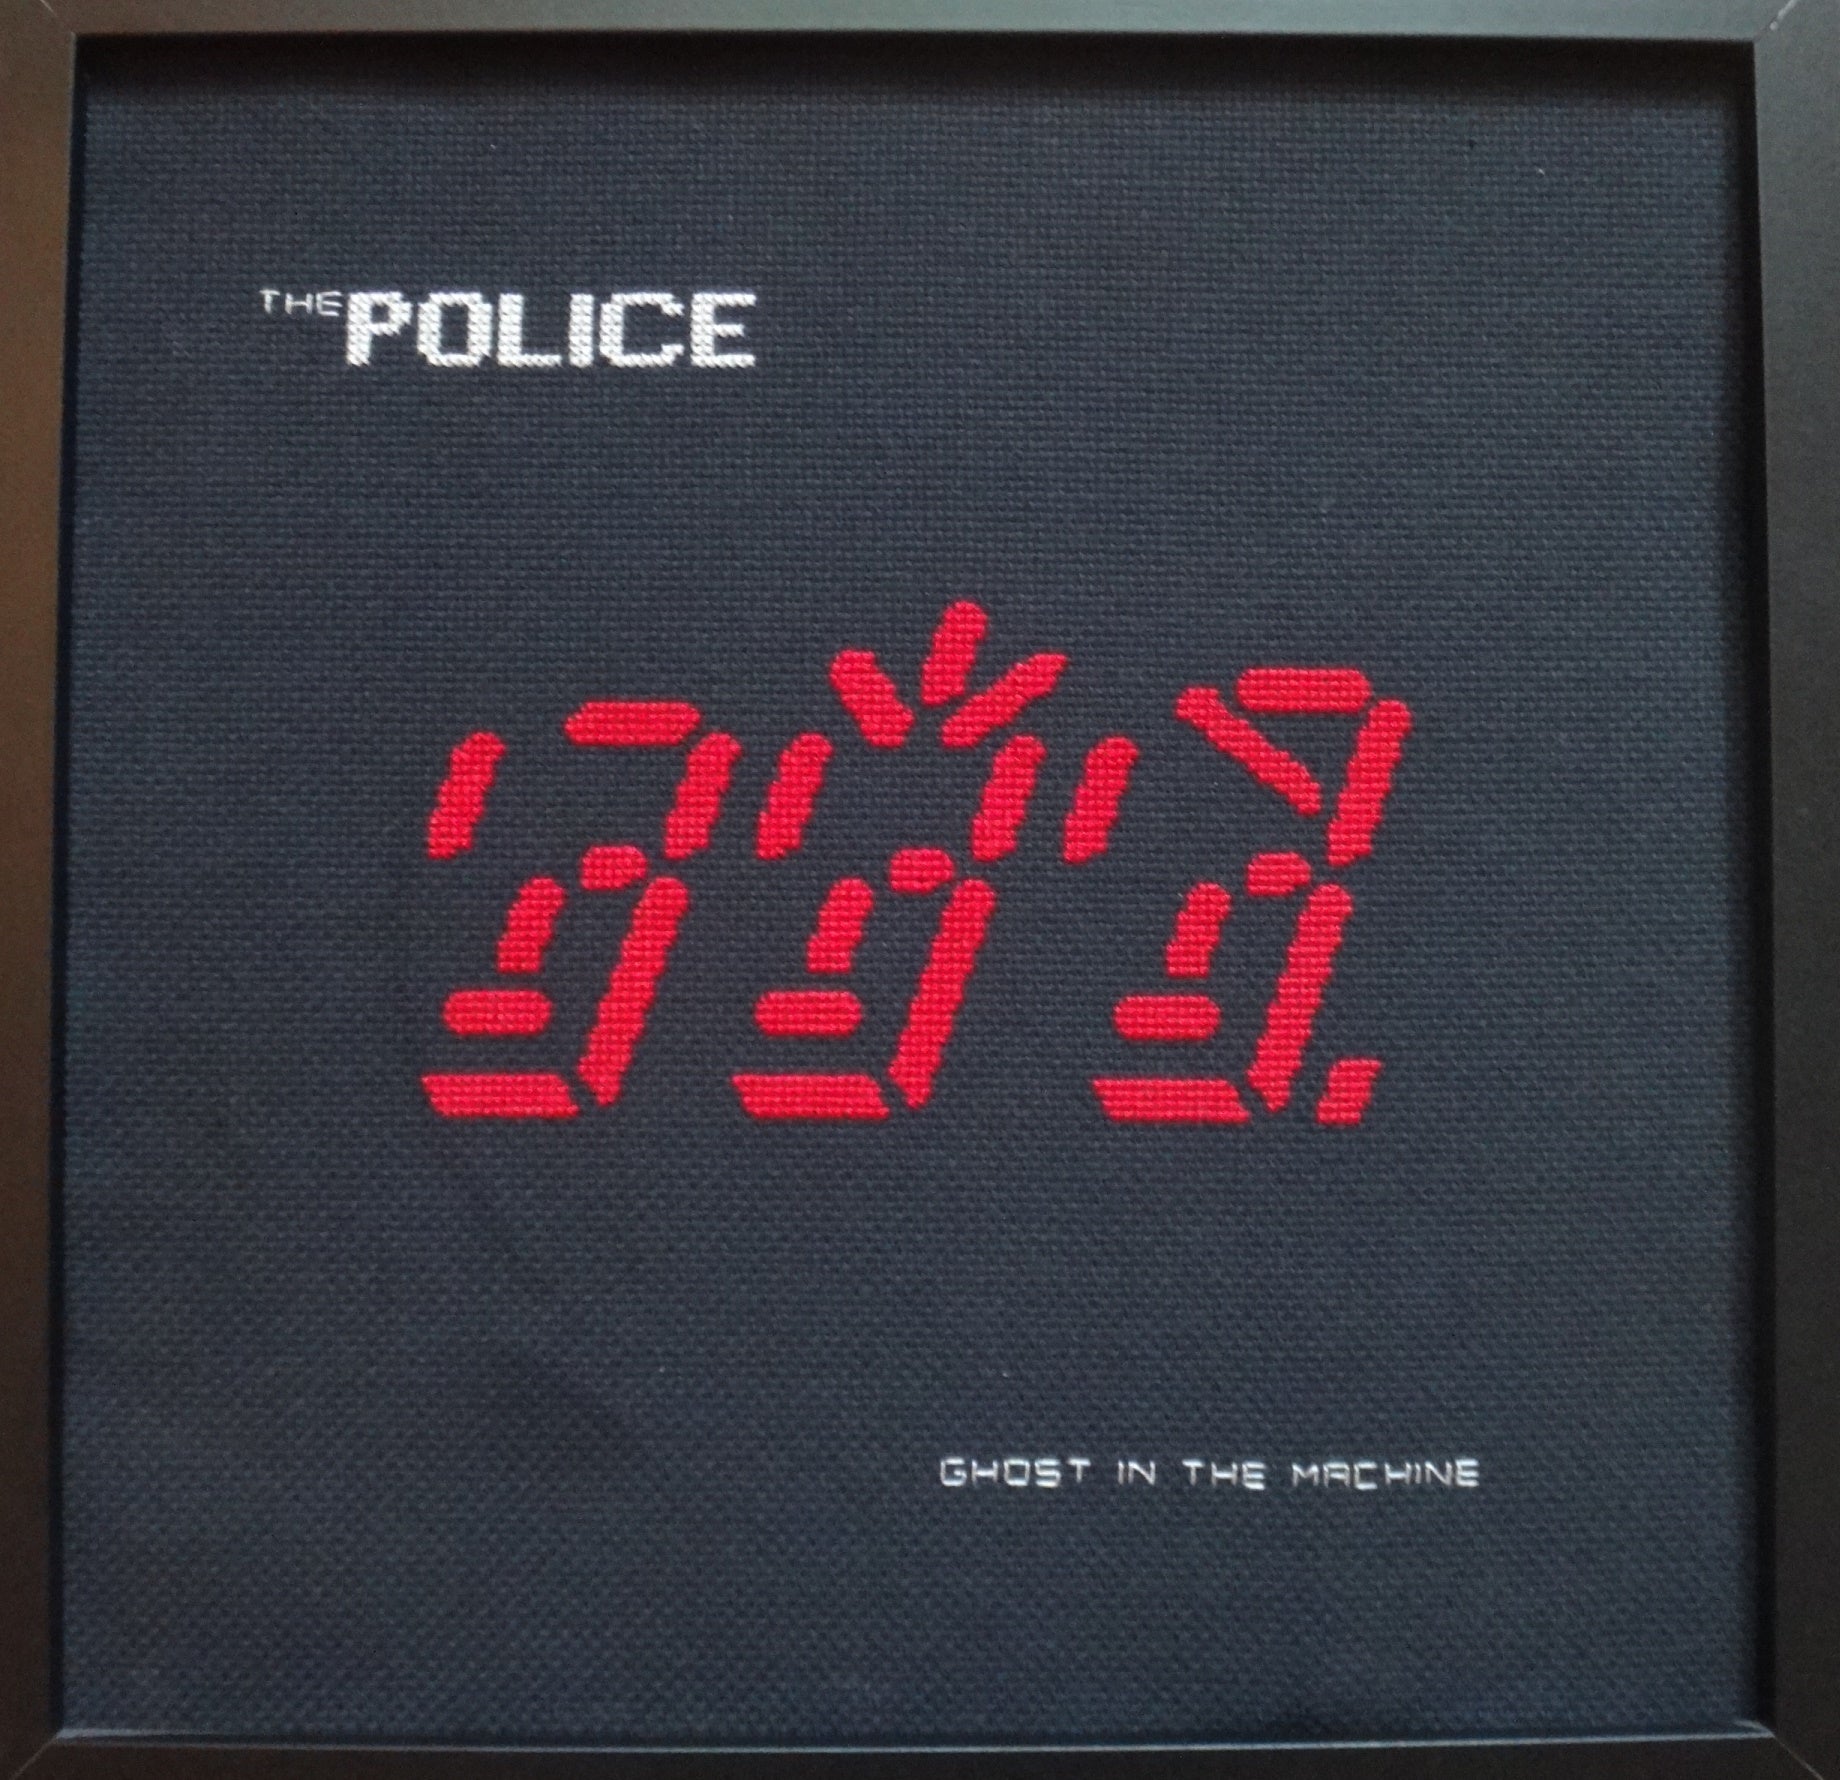 THE POLICE
GHOST IN THE MACHINE